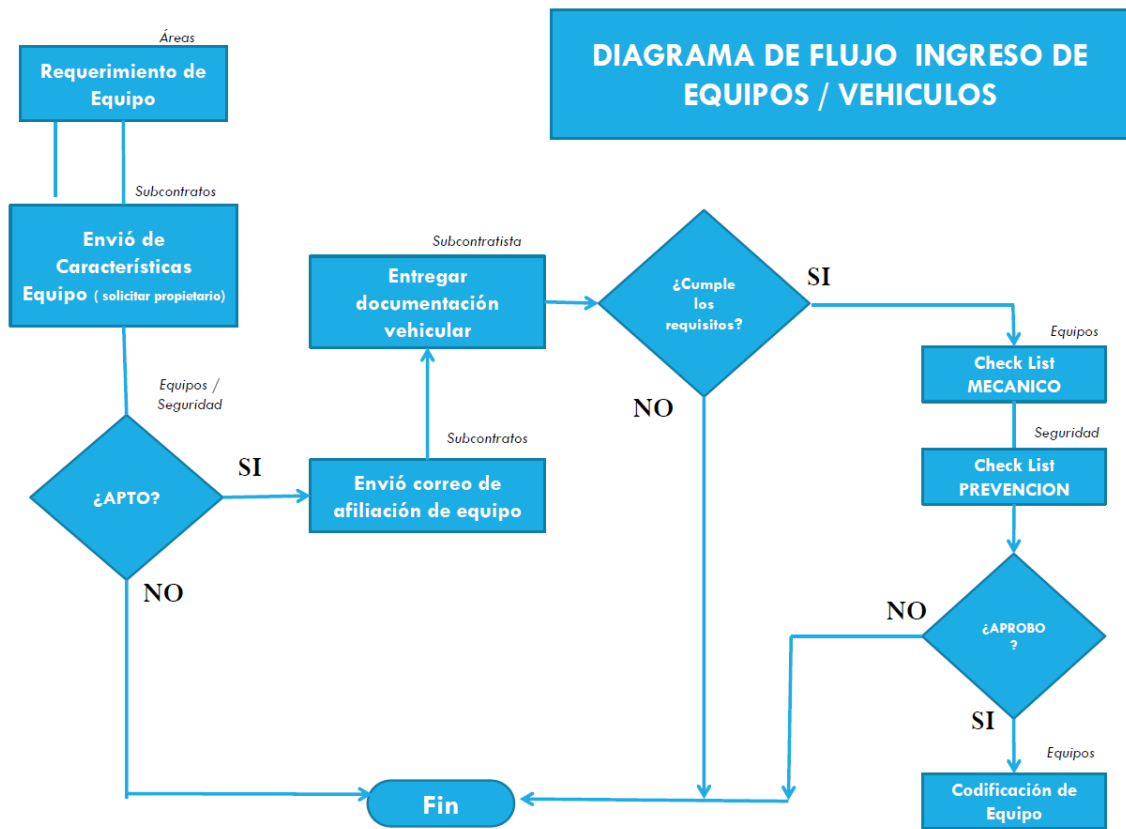 DIAGRAMA DE FLUJO INGRESO DE
EQUIPOS / VEHICULOS
Áreas
Requerimiento de
Equipo
Subcontratos
Envió de
Características
Equipo ( solicitar propietario)
Equipos /
Seguridad
¿APTO?
SI
NO
Subcontratos
Envió correo de
afiliación de equipo
Subcontratista
Entregar
documentación
vehicular
¿Cumple
los
requisitos?
SI
NO
Equipos
Check List
MECANICO
Seguridad
Check List
PREVENCION
¿APROBO
?
NO
SI
Equipos
Codificación de
Equipo
Fin